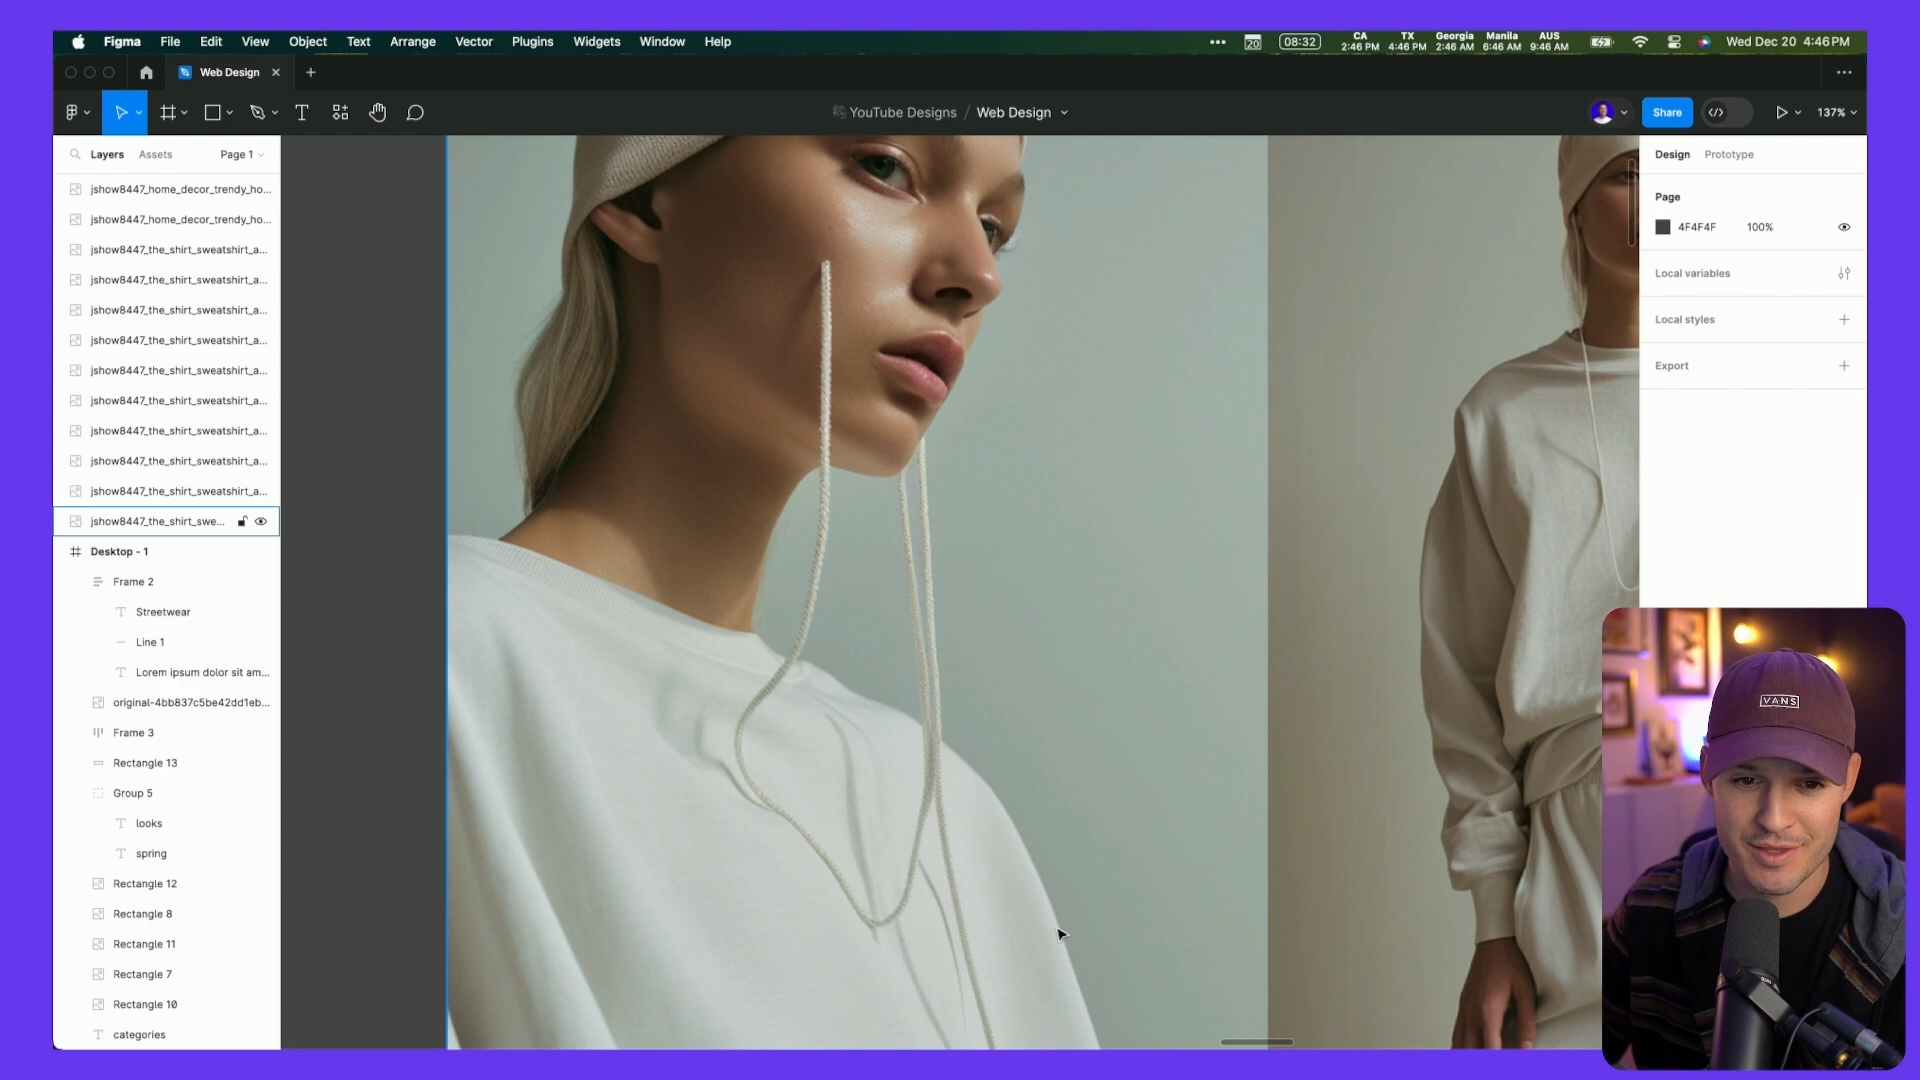 Figma File Edit View Object Text Arrange Vector Plugins Widgets Window Help
20 08:32 CA TX Georgia Manila AUS Wed Dec 20 4:46 PM
2:46 PM 4:46 PM 2:46 AM 6:46 AM 9:46 AM
Web Design
YouTube Designs / Web Design Share 137%
Layers Assets Page 1
jshow8447_home_decor_trendy_ho...
jshow8447_home_decor_trendy_ho...
jshow8447_the_shirt_sweatshirt_a...
jshow8447_the_shirt_sweatshirt_a...
jshow8447_the_shirt_sweatshirt_a...
jshow8447_the_shirt_sweatshirt_a...
jshow8447_the_shirt_sweatshirt_a...
jshow8447_the_shirt_sweatshirt_a...
jshow8447_the_shirt_sweatshirt_a...
jshow8447_the_shirt_sweatshirt_a...
jshow8447_the_shirt_sweatshirt_a...
jshow8447_the_shirt_swe...
Desktop - 1
Frame 2
Streetwear
Line 1
Lorem ipsum dolor sit am...
original-4bb837c5be42dd1eb...
Frame 3
Rectangle 13
Group 5
looks
spring
Rectangle 12
Rectangle 8
Rectangle 11
Rectangle 7
Rectangle 10
categories
Design Prototype
Page
4F4F4F 100%
Local variables
Local styles
Export
VANS